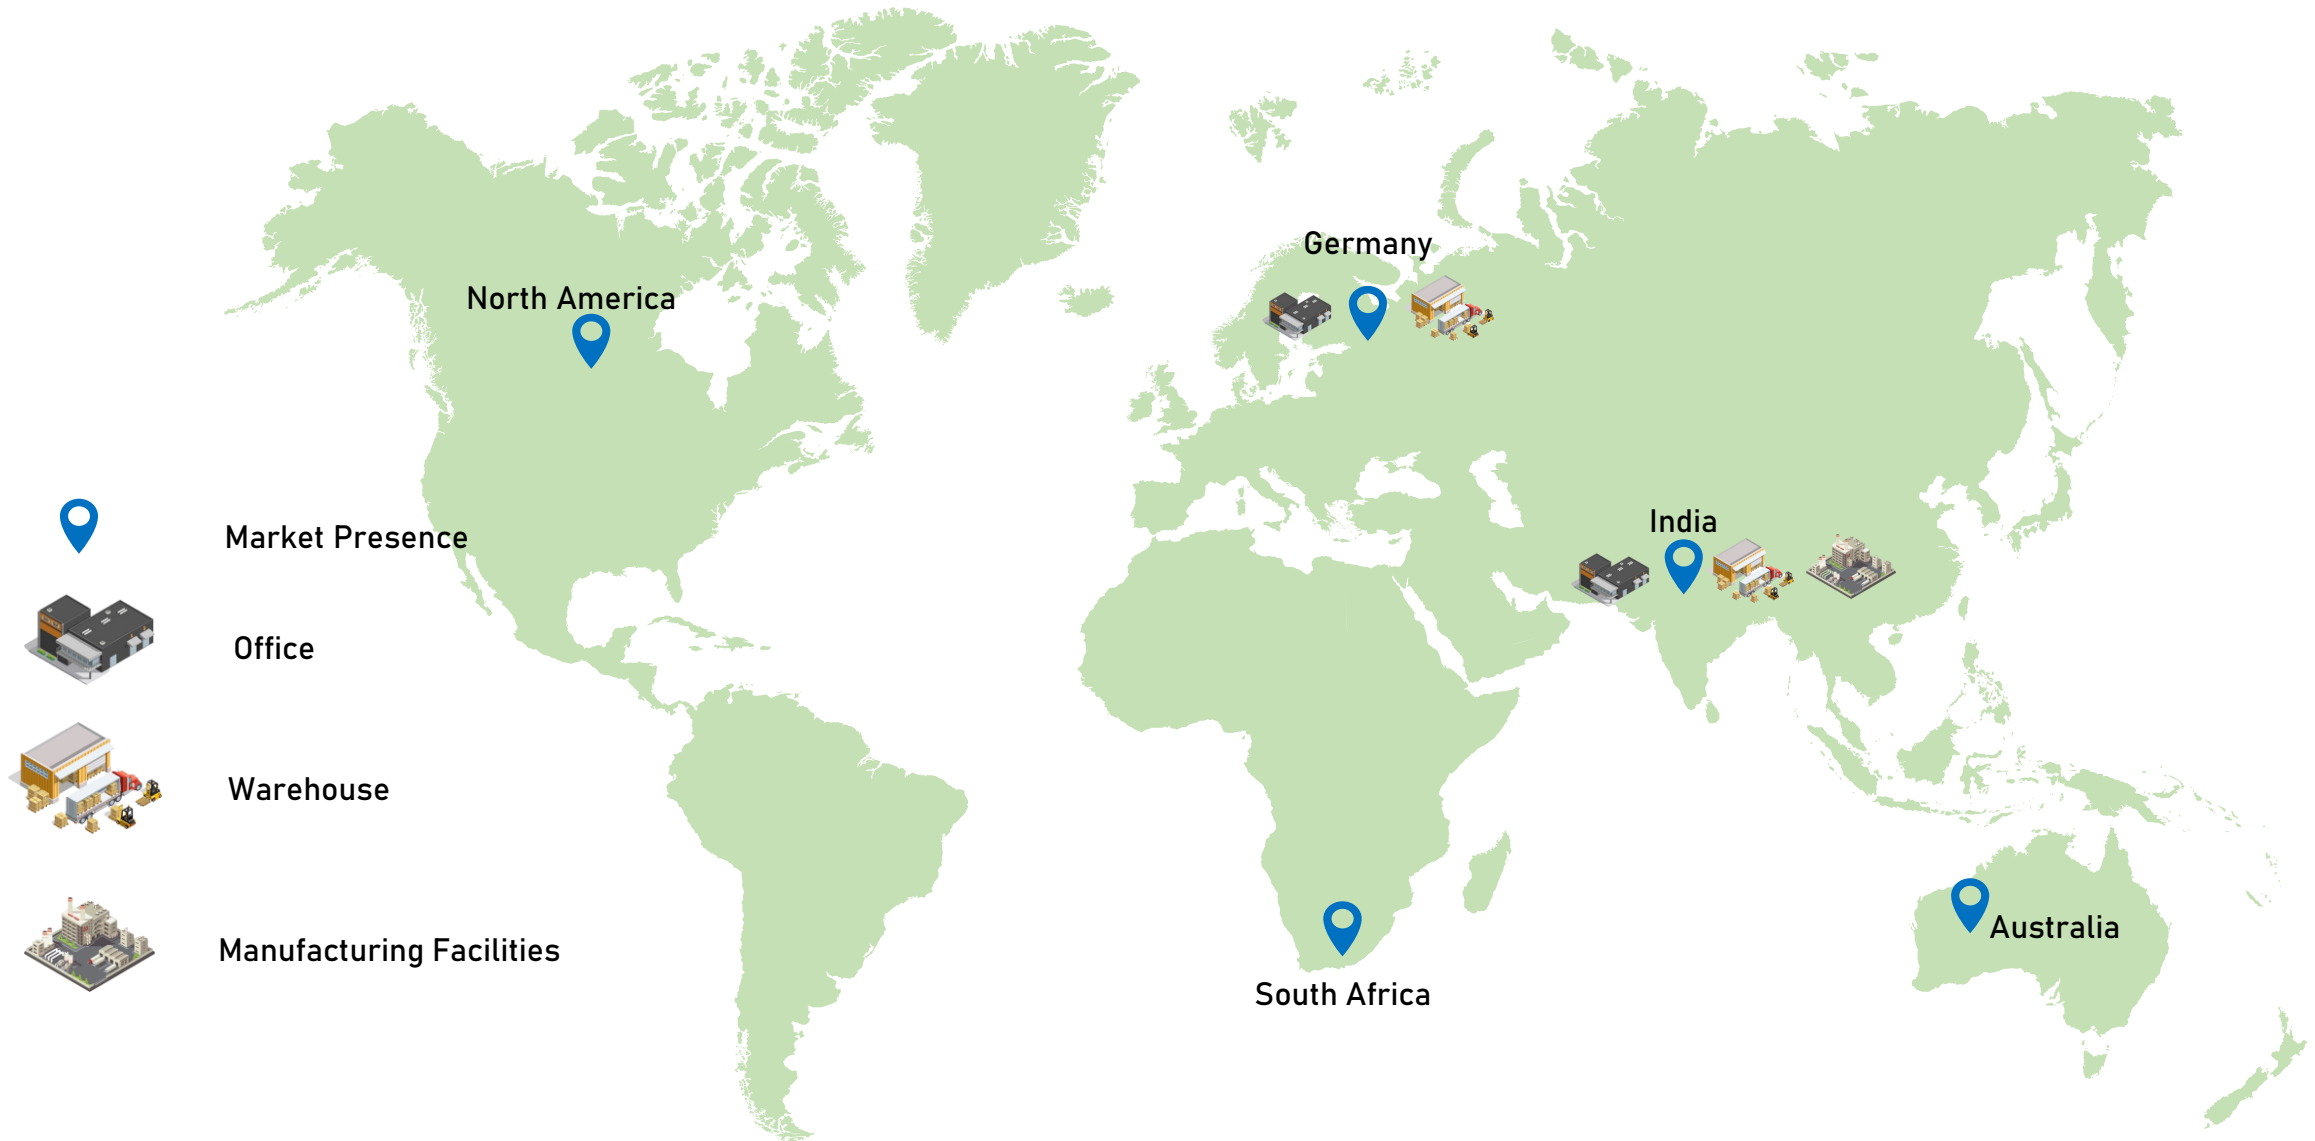 Germany
North America
India
Market Presence
Office
Warehouse
Australia
Manufacturing Facilities
South Africa